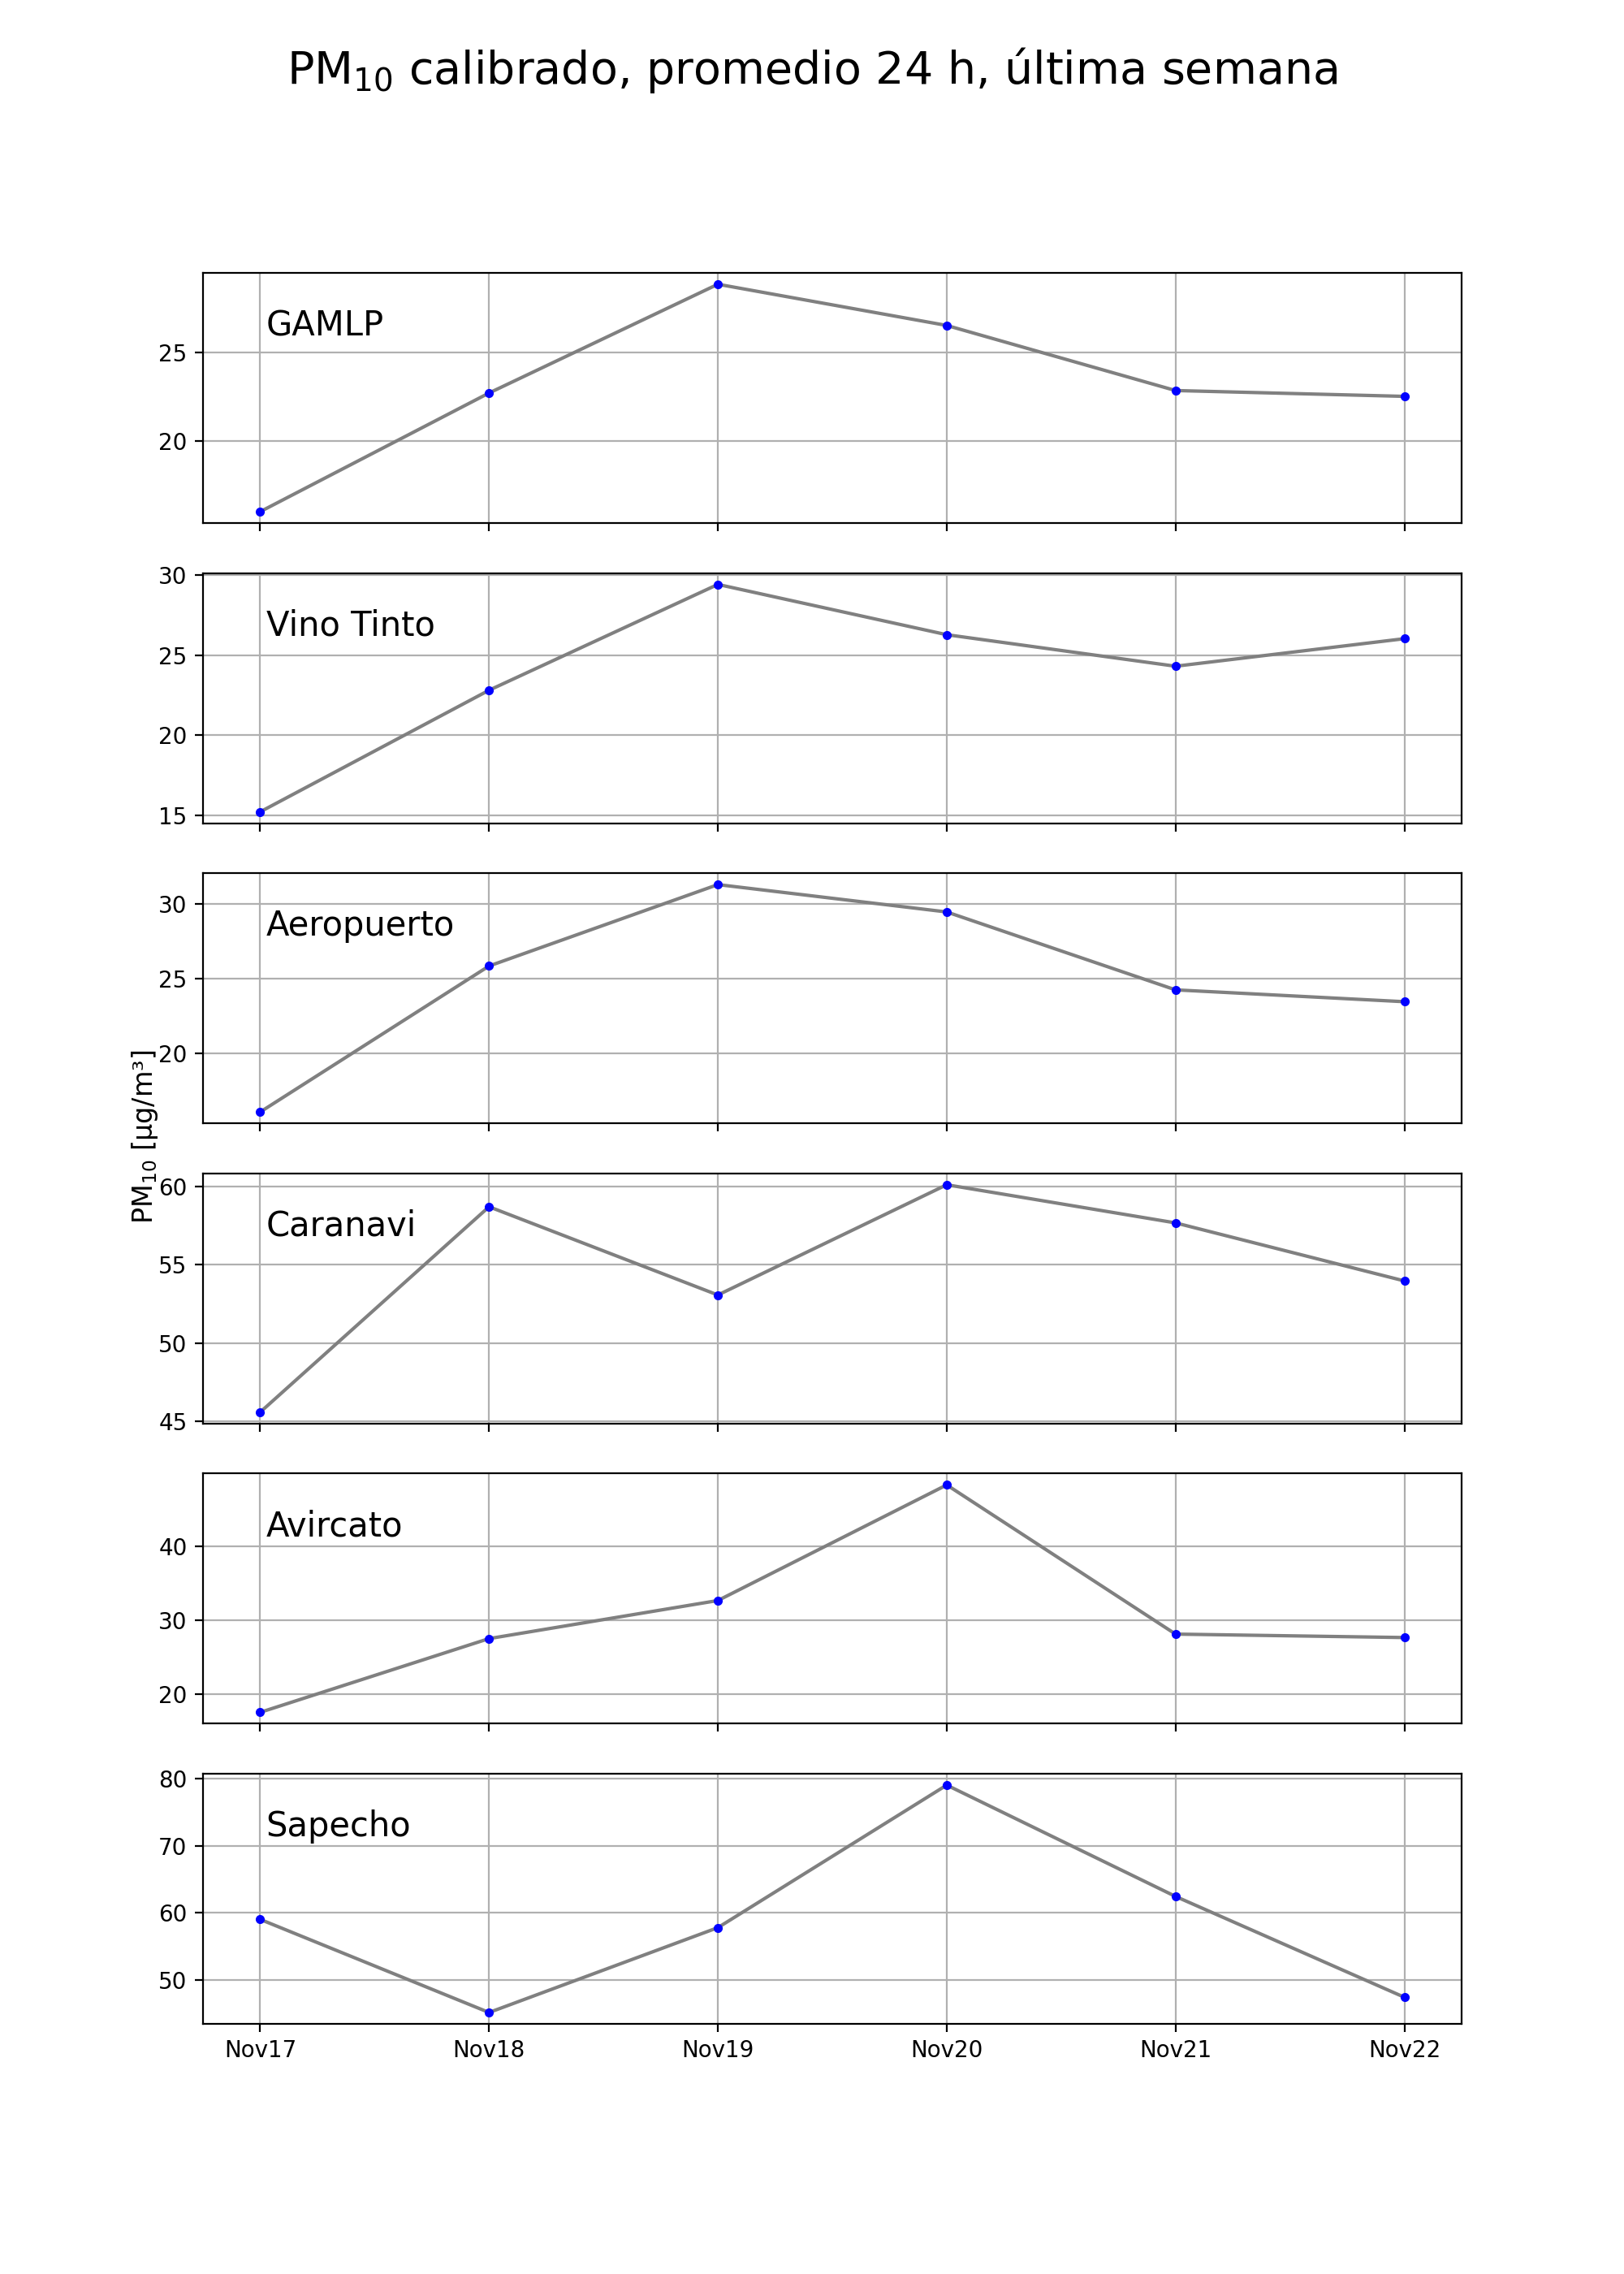 PM₁₀ calibrado, promedio 24 h, última semana
GAMLP
25
20
Vino Tinto
30
25
20
15
Aeropuerto
30
25
20
PM₁₀ [µg/m³]
Caranavi
60
55
50
45
Avircato
40
30
20
Sapecho
80
70
60
50
Nov17 Nov18 Nov19 Nov20 Nov21 Nov22